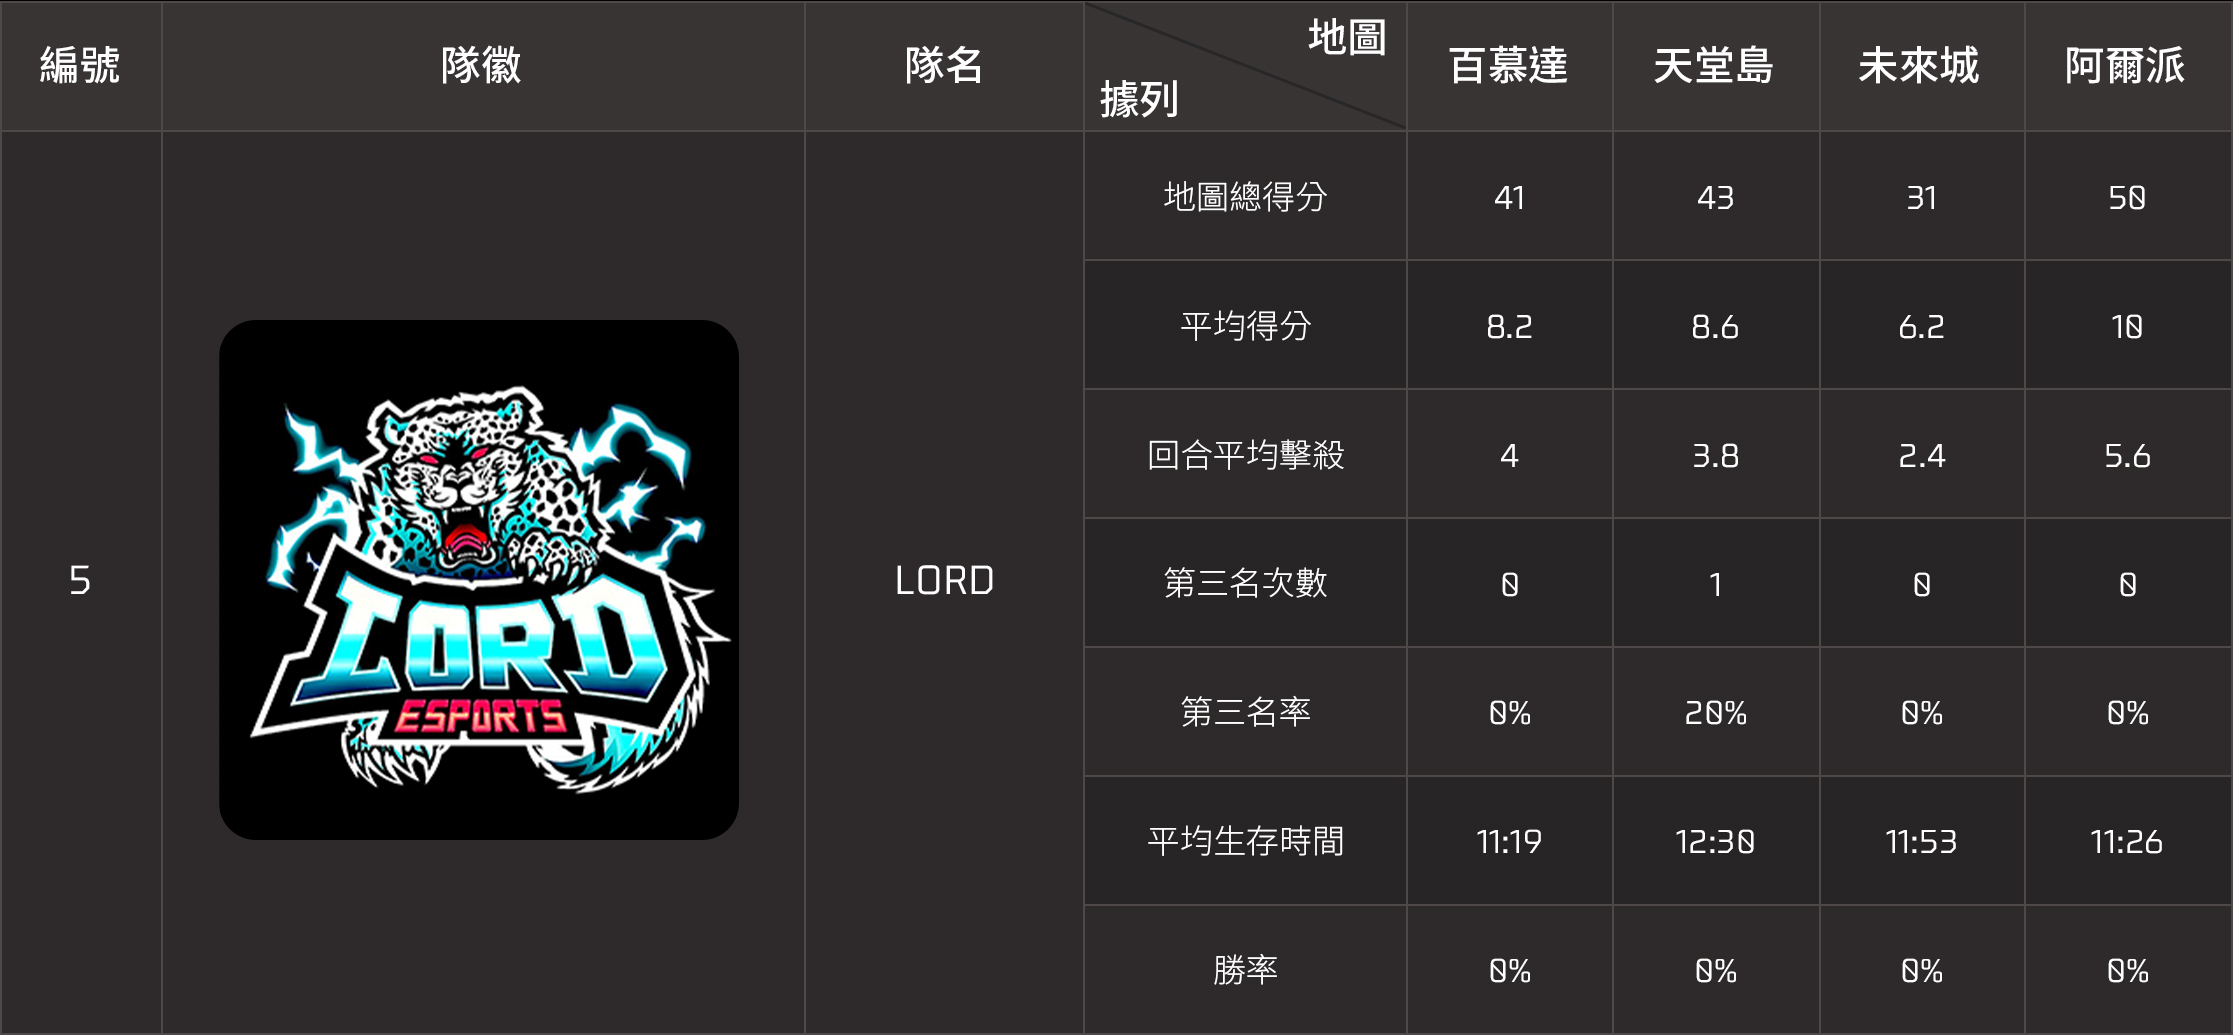 編號 隊徽 隊名 地圖 據列 百慕達 天堂島 未來城 阿爾派
5 LORD ESPORTS LORD
地圖總得分 41 43 31 50
平均得分 8.2 8.6 6.2 10
回合平均擊殺 4 3.8 2.4 5.6
第三名次數 0 1 0 0
第三名率 0% 20% 0% 0%
平均生存時間 11:19 12:30 11:53 11:26
勝率 0% 0% 0% 0%